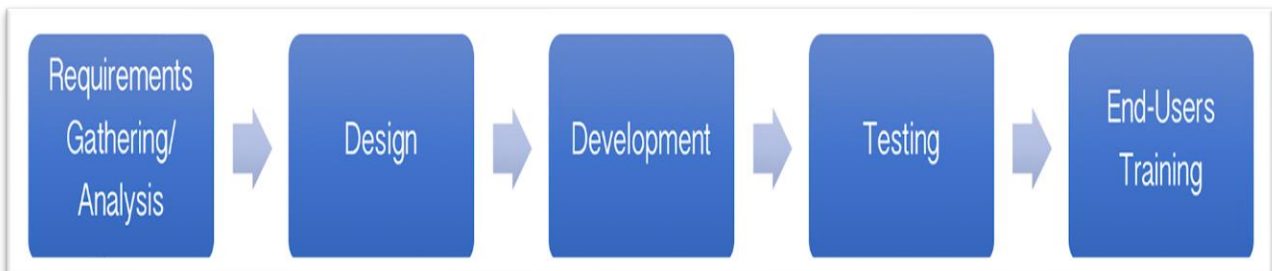 Requirements
Gathering/
Analysis
Design
Development
Testing
End-Users
Training